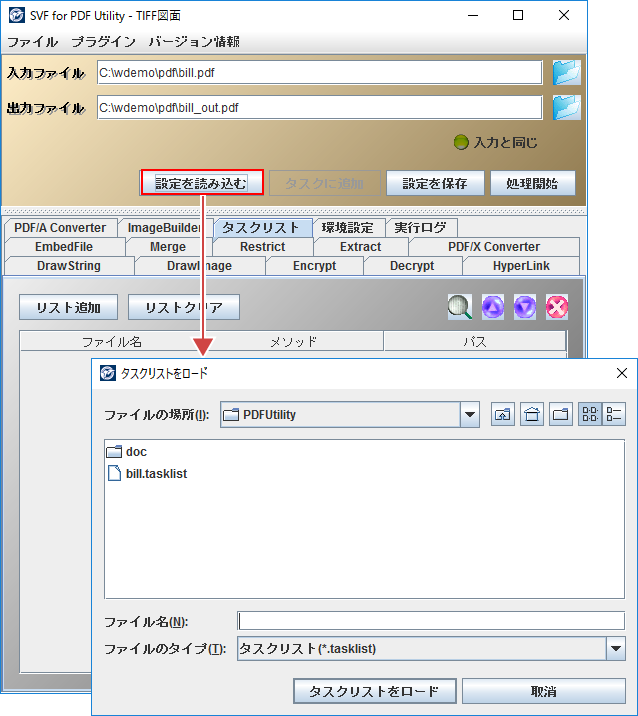 SVF for PDF Utility - TIFF図面
ファイル プラグイン バージョン情報
入力ファイル C:\wdemo\pdf\bill.pdf
出力ファイル C:\wdemo\pdf\bill_out.pdf
入力と同じ
設定を読み込む タスクに追加 設定を保存 処理開始
PDF/A Converter ImageBuilder タスクリスト 環境設定 実行ログ
EmbedFile Merge Restrict Extract PDF/X Converter
DrawString DrawImage Encrypt Decrypt HyperLink
リスト追加 リストクリア
ファイル名 メソッド パス
タスクリストをロード
ファイルの場所(I): PDFUtility
doc
bill.tasklist
ファイル名(N):
ファイルのタイプ(T): タスクリスト(*.tasklist)
タスクリストをロード 取消